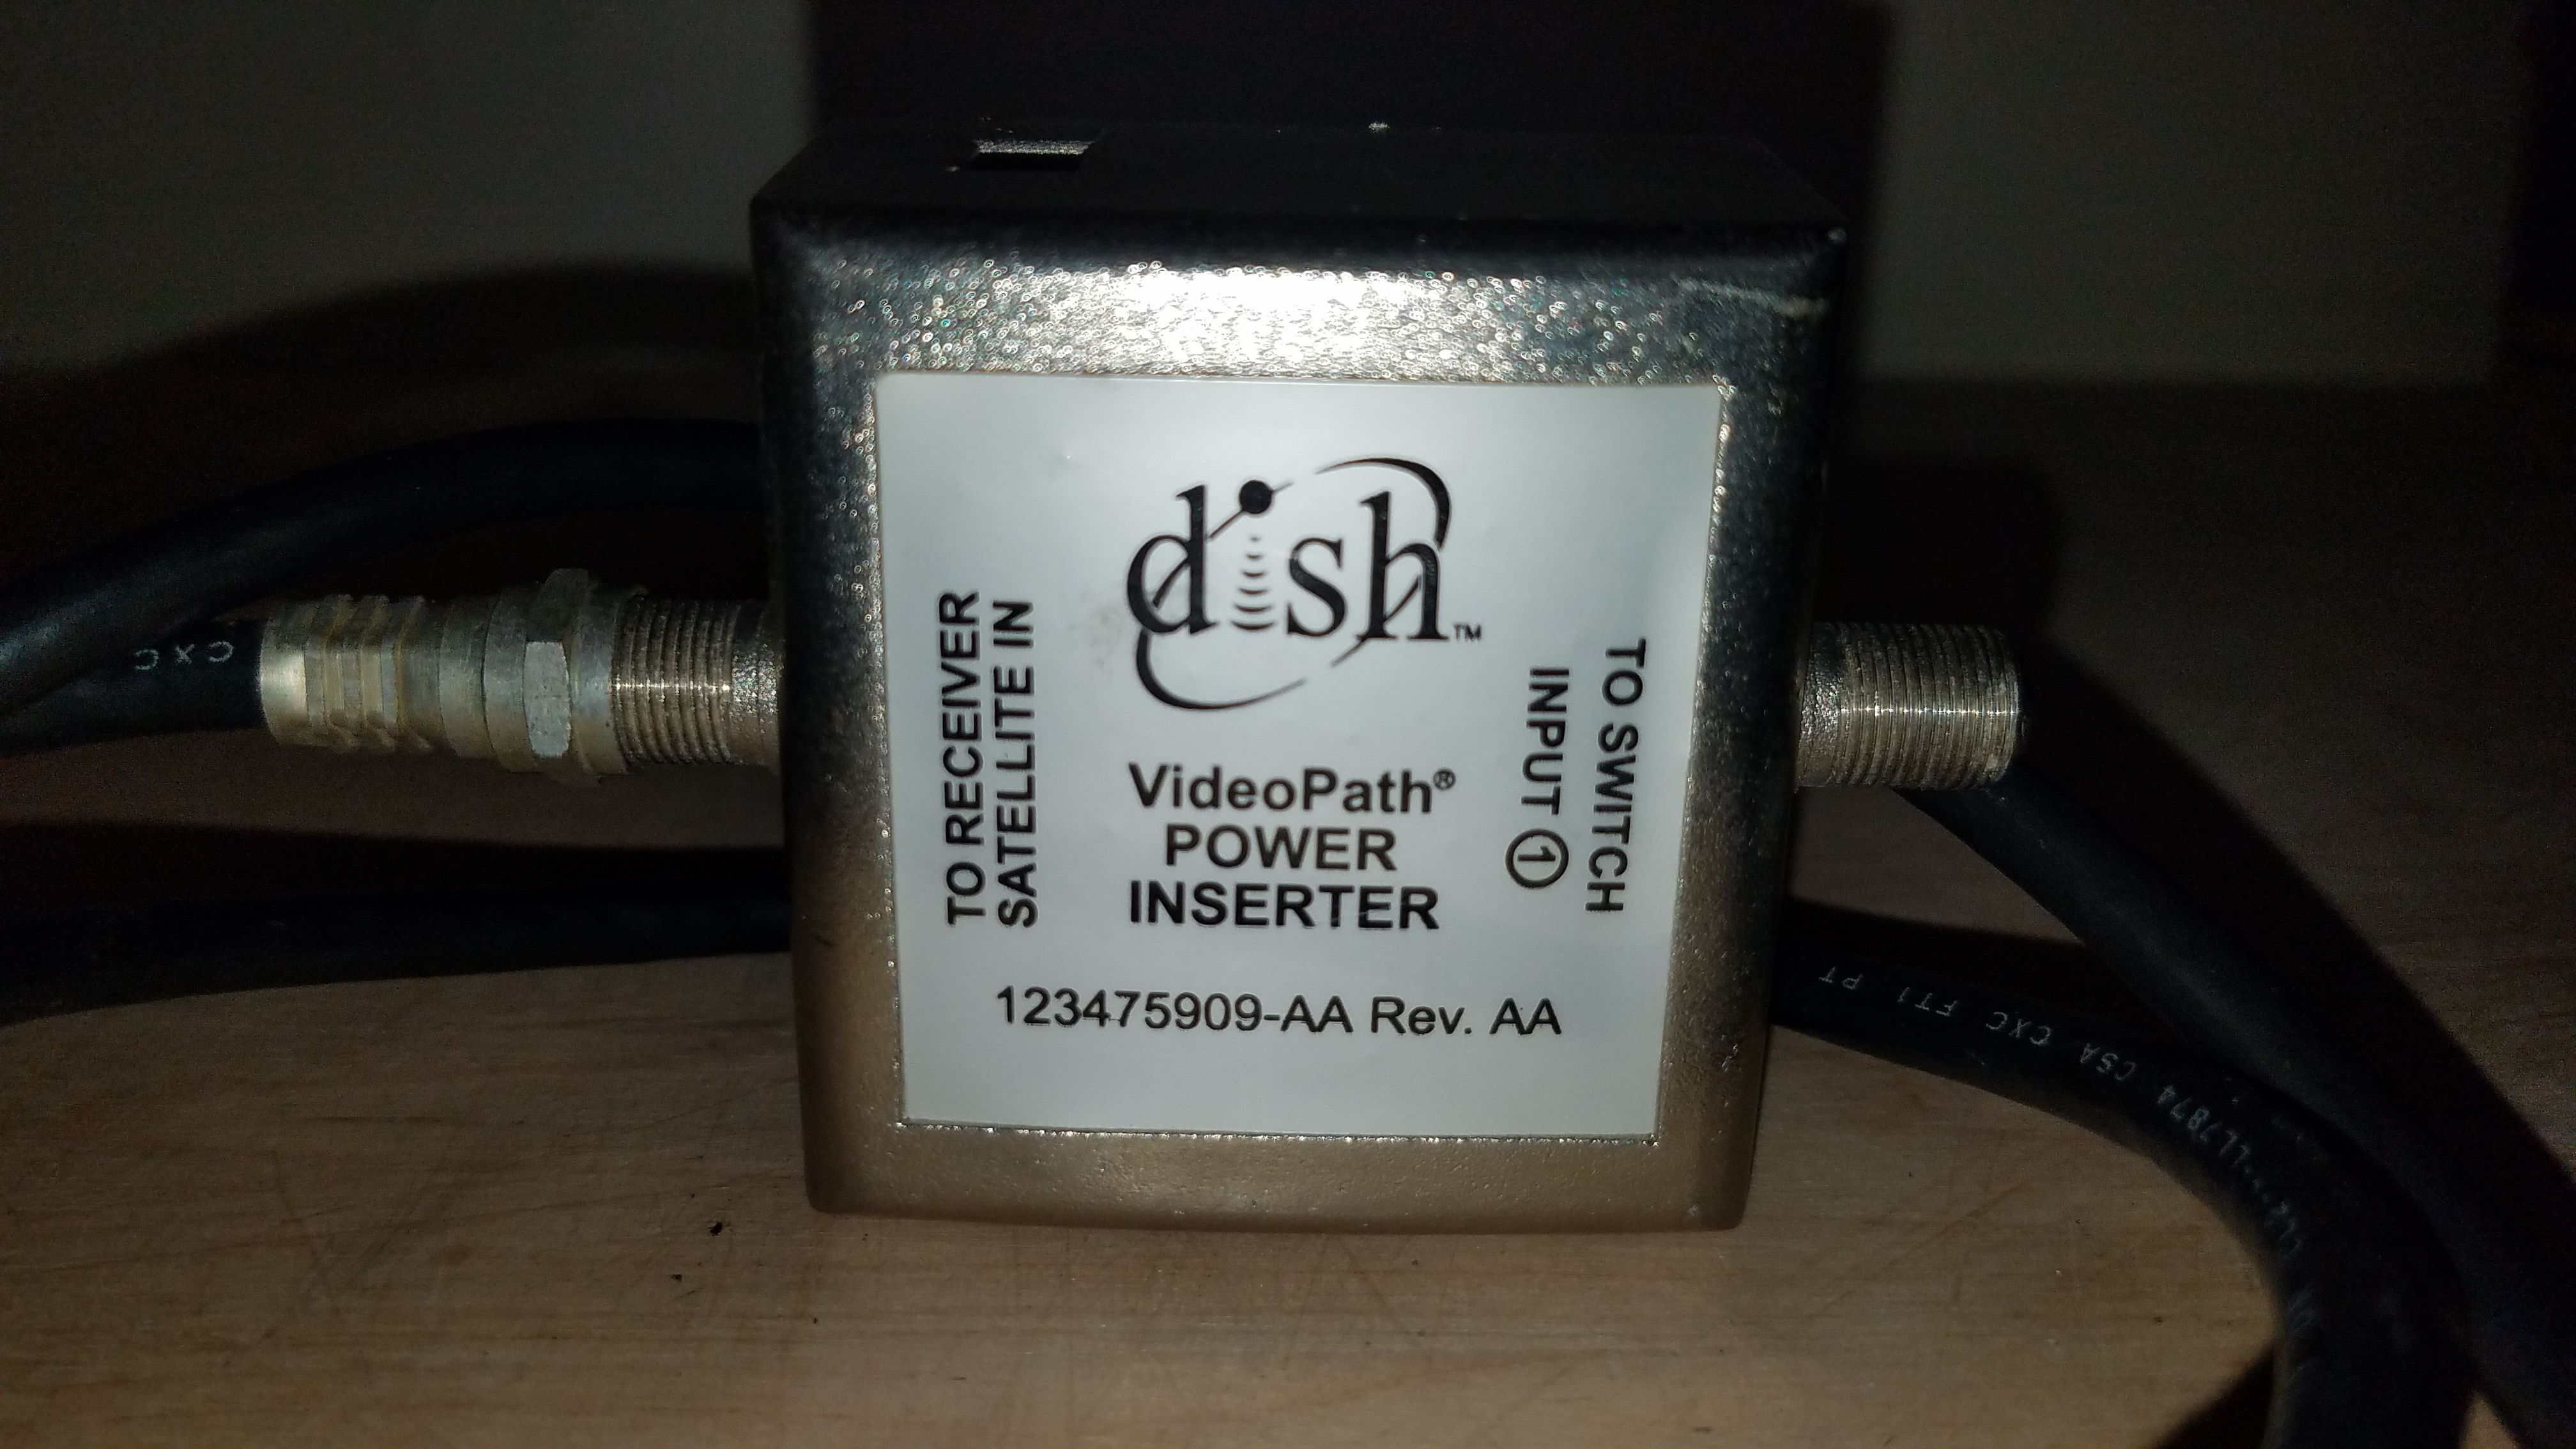 dish™
TO RECEIVER
SATELLITE IN
VideoPath®
POWER
INSERTER
TO SWITCH
INPUT ①
123475909-AA Rev. AA
CXC
CSA CXC FT1 PT